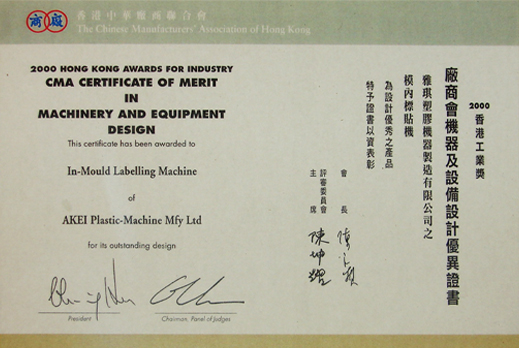 商 廠
香港中華廠商聯合會
The Chinese Manufacturers' Association of Hong Kong
2000 HONG KONG AWARDS FOR INDUSTRY
CMA CERTIFICATE OF MERIT
IN
MACHINERY AND EQUIPMENT
DESIGN
This certificate has been awarded to
In-Mould Labelling Machine
of
AKEI Plastic-Machine Mfy Ltd
for its outstanding design
President
Chairman, Panel of Judges
2000 香港工業獎
廠商會機器及設備設計優異證書
雅琪塑膠機器製造有限公司之
模內標貼機
為設計優秀之產品
特予證書以資表彰
會長
評審委員會
主席
陳坤耀